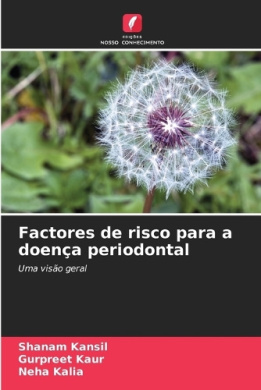 edições
NOSSO CONHECIMENTO
Factores de risco para a
doença periodontal
Uma visão geral
Shanam Kansil
Gurpreet Kaur
Neha Kalia